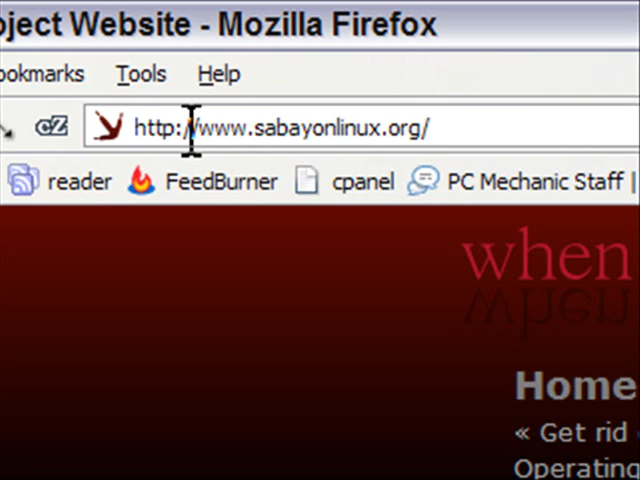 oject Website - Mozilla Firefox
ookmarks Tools Help
http://www.sabayonlinux.org/
reader FeedBurner cpanel PC Mechanic Staff |
when
Home
« Get rid
Operating